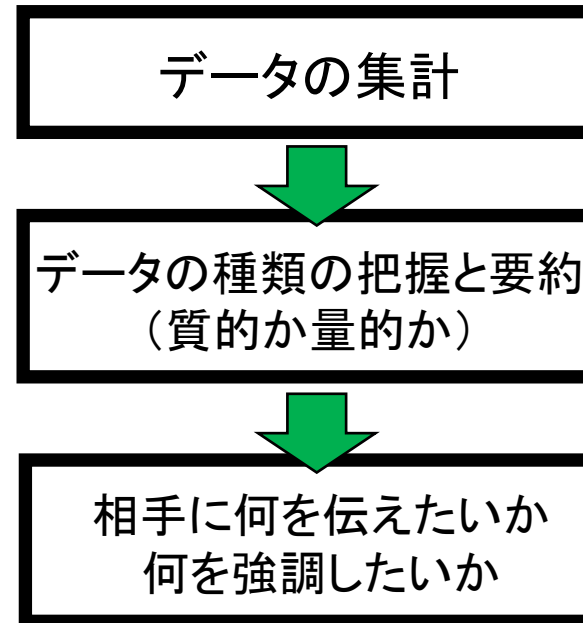 データの集計
データの種類の把握と要約
（質的か量的か）
相手に何を伝えたいか
何を強調したいか